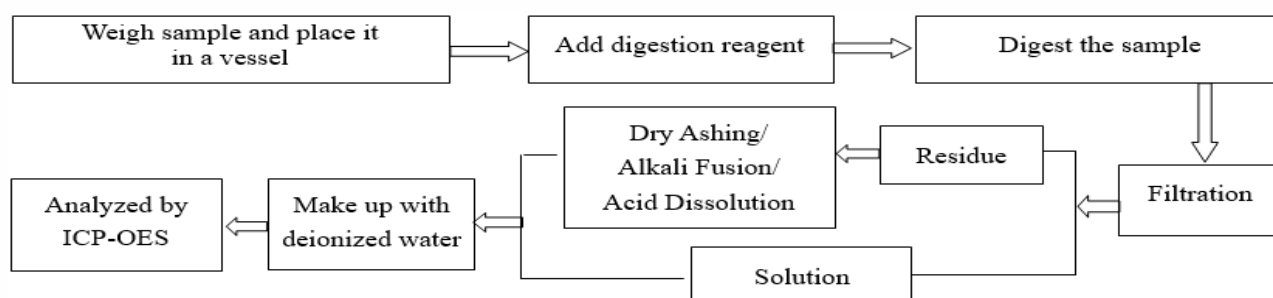 Weigh sample and place it
in a vessel
Add digestion reagent
Digest the sample
Filtration
Residue
Dry Ashing/
Alkali Fusion/
Acid Dissolution
Solution
Make up with
deionized water
Analyzed by
ICP-OES